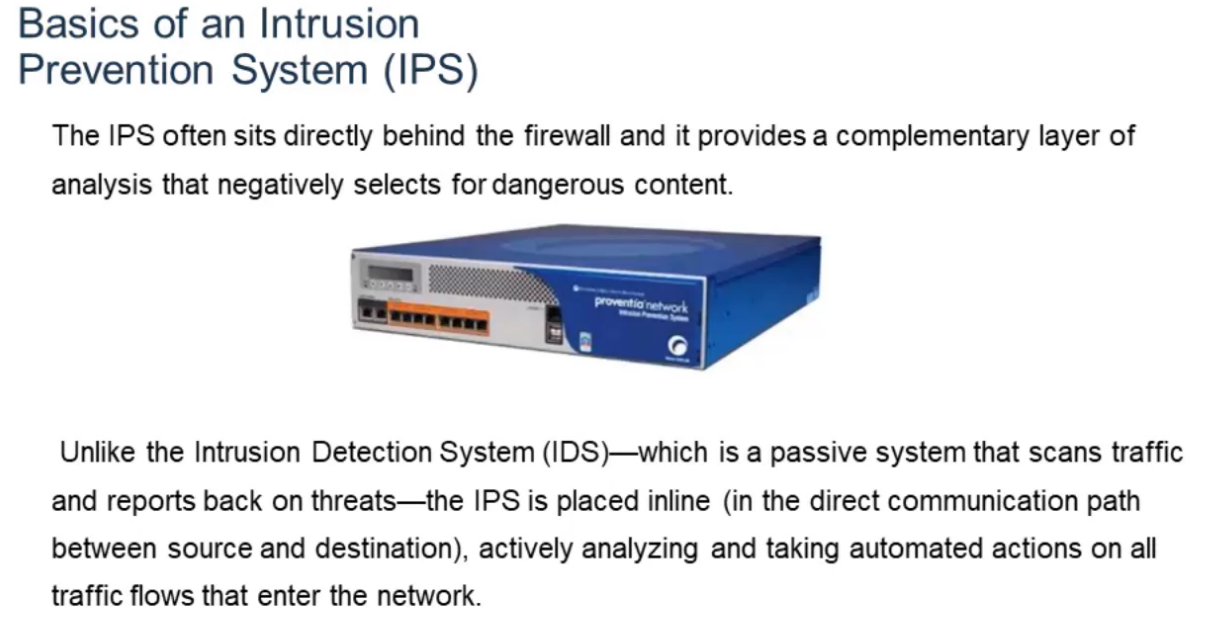 Basics of an Intrusion
Prevention System (IPS)
The IPS often sits directly behind the firewall and it provides a complementary layer of
analysis that negatively selects for dangerous content.
proventia network
Intrusion Prevention System
Unlike the Intrusion Detection System (IDS)—which is a passive system that scans traffic
and reports back on threats—the IPS is placed inline (in the direct communication path
between source and destination), actively analyzing and taking automated actions on all
traffic flows that enter the network.